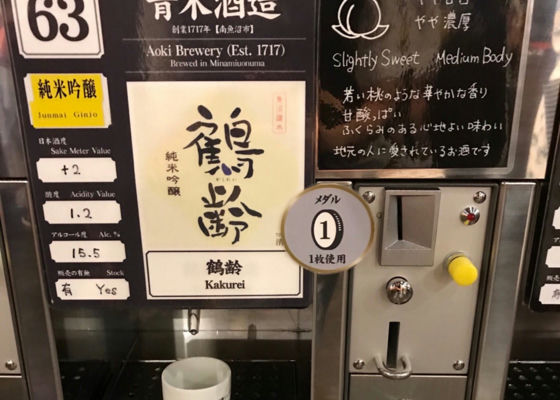 63
青木酒造
創業1717年【南魚沼市】
Aoki Brewery (Est. 1717)
Brewed in Minamiuonuma
純米吟醸
Junmai Ginjo
日本酒度
Sake Meter Value
+2
酸度 Acidity Value
1.2
アルコール度 Alc. %
15.5
販売の有無 Stock
有 Yes
鶴齢
純米吟醸
鶴齢
Kakurei
やや濃厚
Slightly Sweet Medium Body
若い桃のような華やかな香り
甘酸っぱい
ふくらみのある心地よい味わい
地元の人に愛されているお酒です
メダル
1
1枚使用